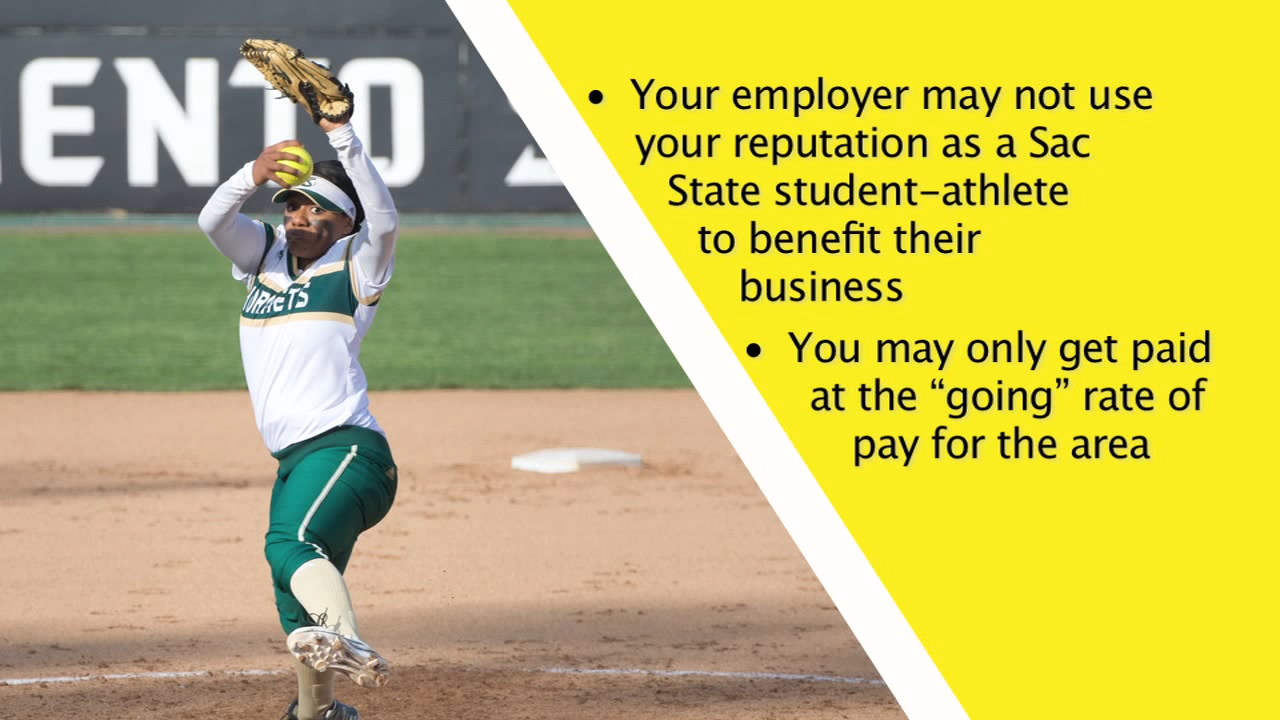 ENTO
HORNETS
• Your employer may not use
your reputation as a Sac
State student-athlete
to benefit their
business
• You may only get paid
at the “going” rate of
pay for the area